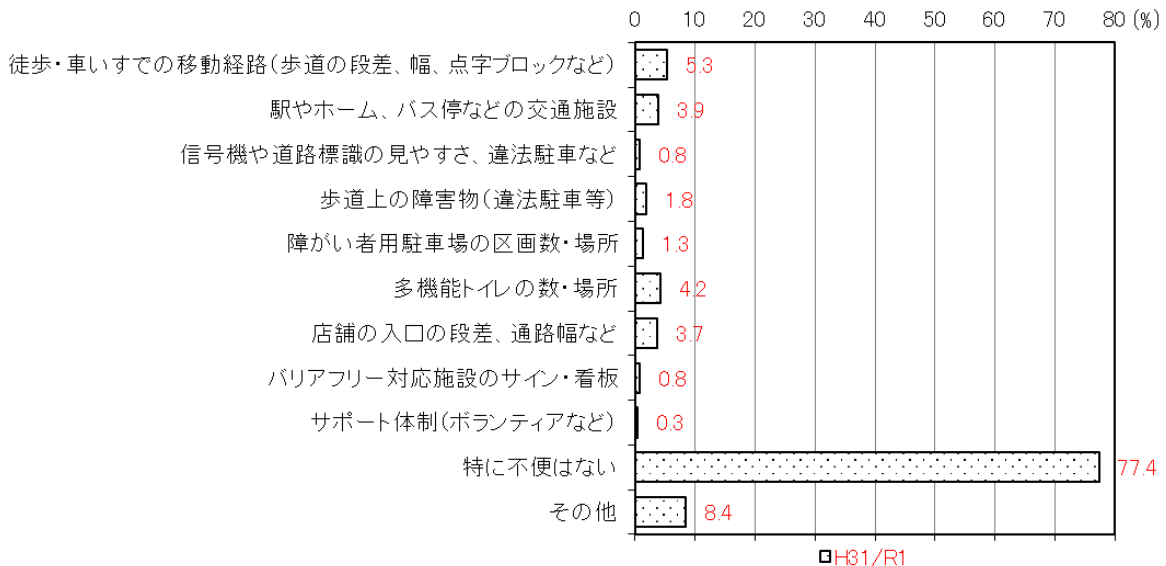 0 10 20 30 40 50 60 70 80 (%)
徒歩・車いすでの移動経路(歩道の段差、幅、点字ブロックなど) 5.3
駅やホーム、バス停などの交通施設 3.9
信号機や道路標識の見やすさ、違法駐車など 0.8
歩道上の障害物(違法駐車等) 1.8
障がい者用駐車場の区画数・場所 1.3
多機能トイレの数・場所 4.2
店舗の入口の段差、通路幅など 3.7
バリアフリー対応施設のサイン・看板 0.8
サポート体制(ボランティアなど) 0.3
特に不便はない 77.4
その他 8.4
H31/R1